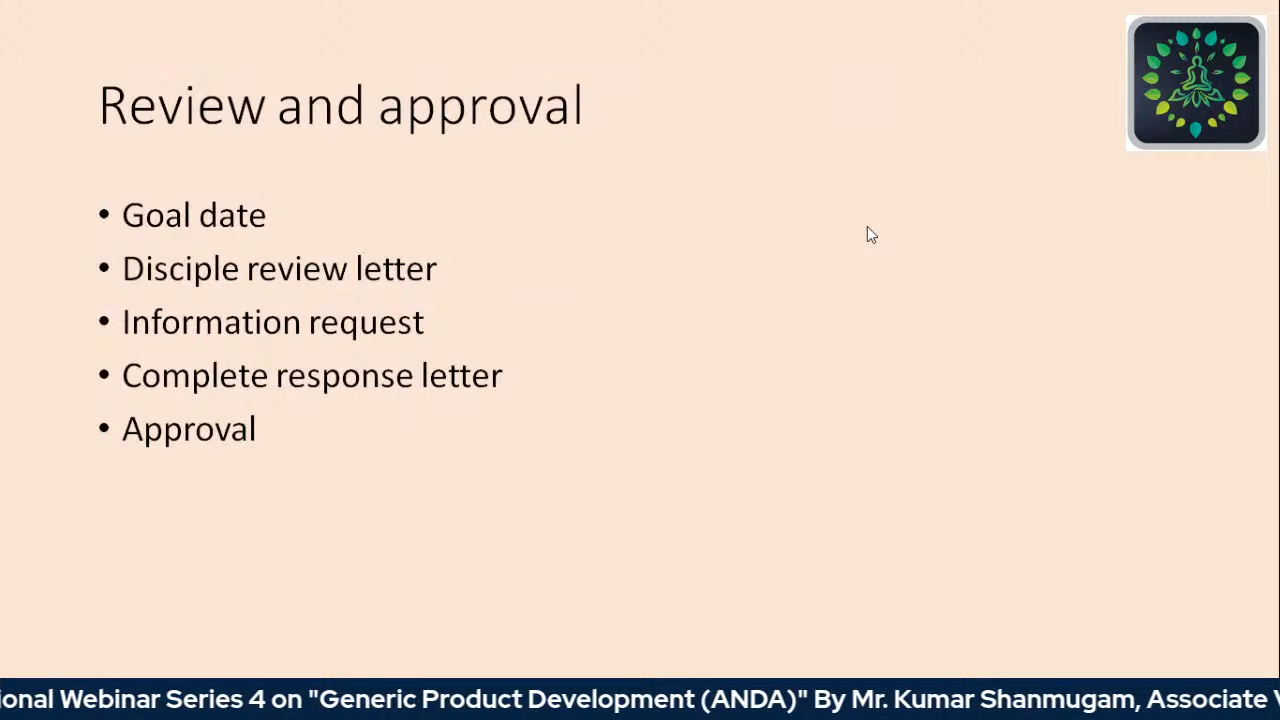 Review and approval
• Goal date
• Disciple review letter
• Information request
• Complete response letter
• Approval
ional Webinar Series 4 on "Generic Product Development (ANDA)" By Mr. Kumar Shanmugam, Associate V